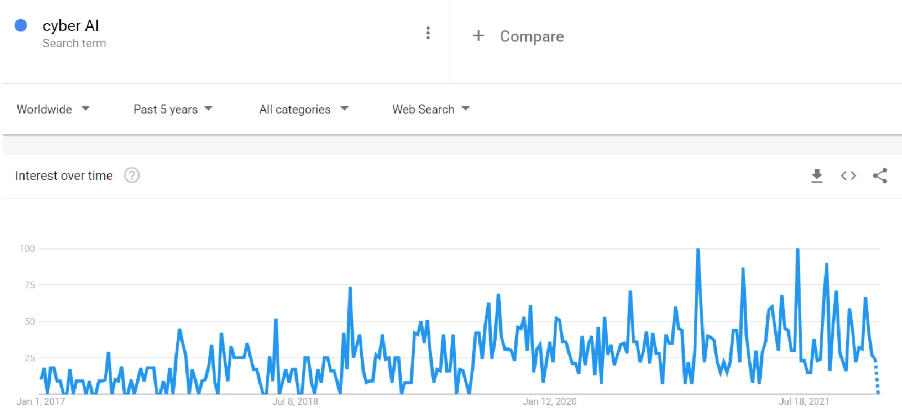 cyber AI
Search term
+ Compare
Worldwide
Past 5 years
All categories
Web Search
Interest over time ?
100
75
50
25
Jan 1, 2017
Jul 8, 2018
Jan 12, 2020
Jul 18, 2021